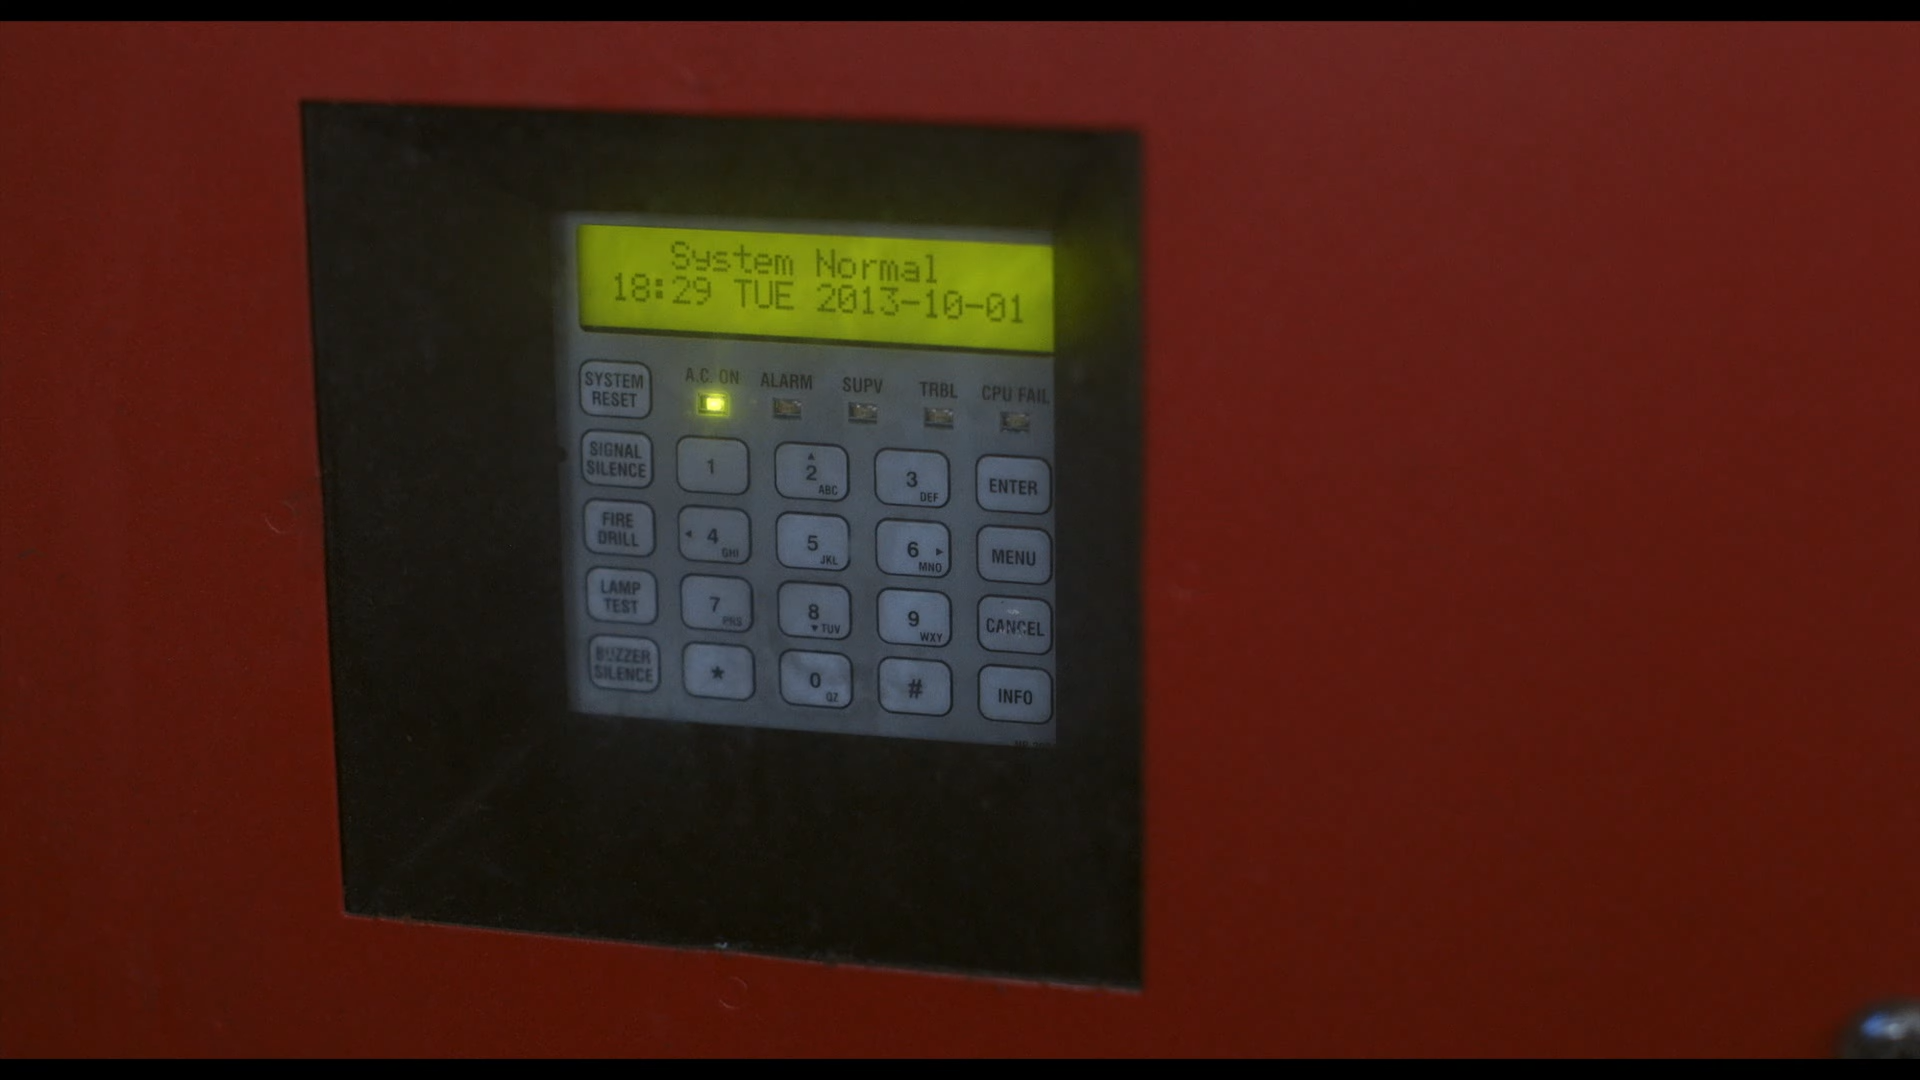 System Normal
18:29 TUE 2013-10-01
SYSTEM
RESET
A.C. ON
ALARM
SUPV
TRBL
CPU FAIL
SIGNAL
SILENCE
1
2
ABC
3
DEF
ENTER
FIRE
DRILL
4
GHI
5
JKL
6
MNO
MENU
LAMP
TEST
7
PRS
8
TUV
9
WXY
CANCEL
BUZZER
SILENCE
*
0
QZ
#
INFO